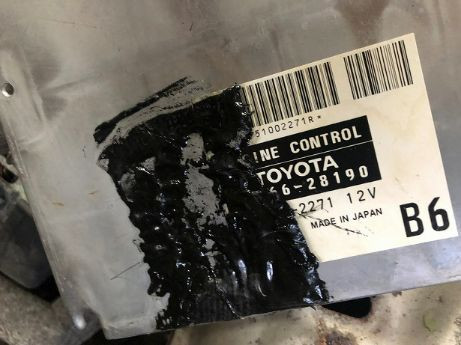 51002271R*
INE CONTROL
TOYOTA
66-28190
-2271 12V
MADE IN JAPAN
B6